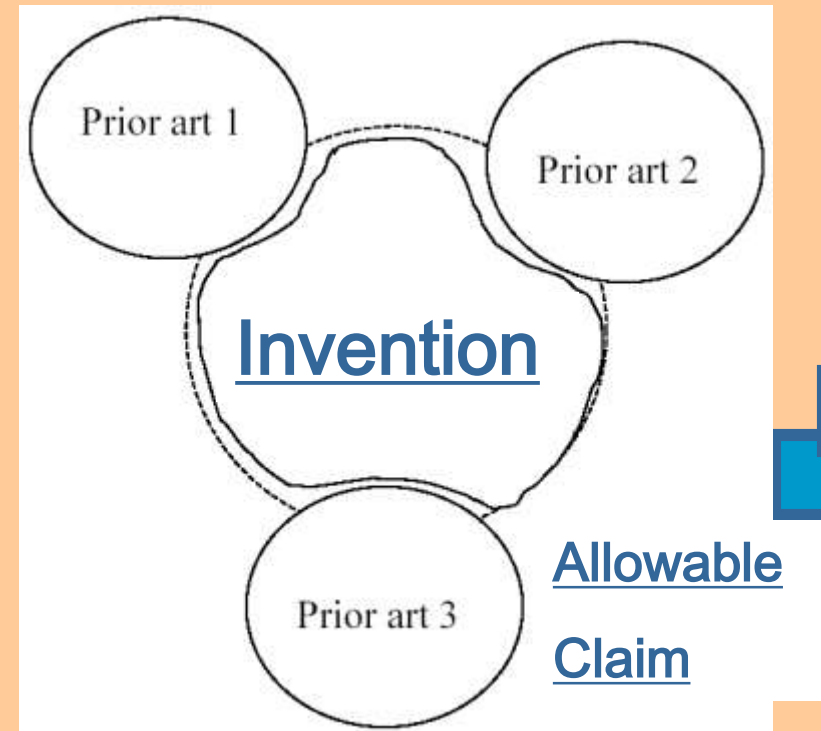 Prior art 1
Prior art 2
Invention
Prior art 3
Allowable
Claim